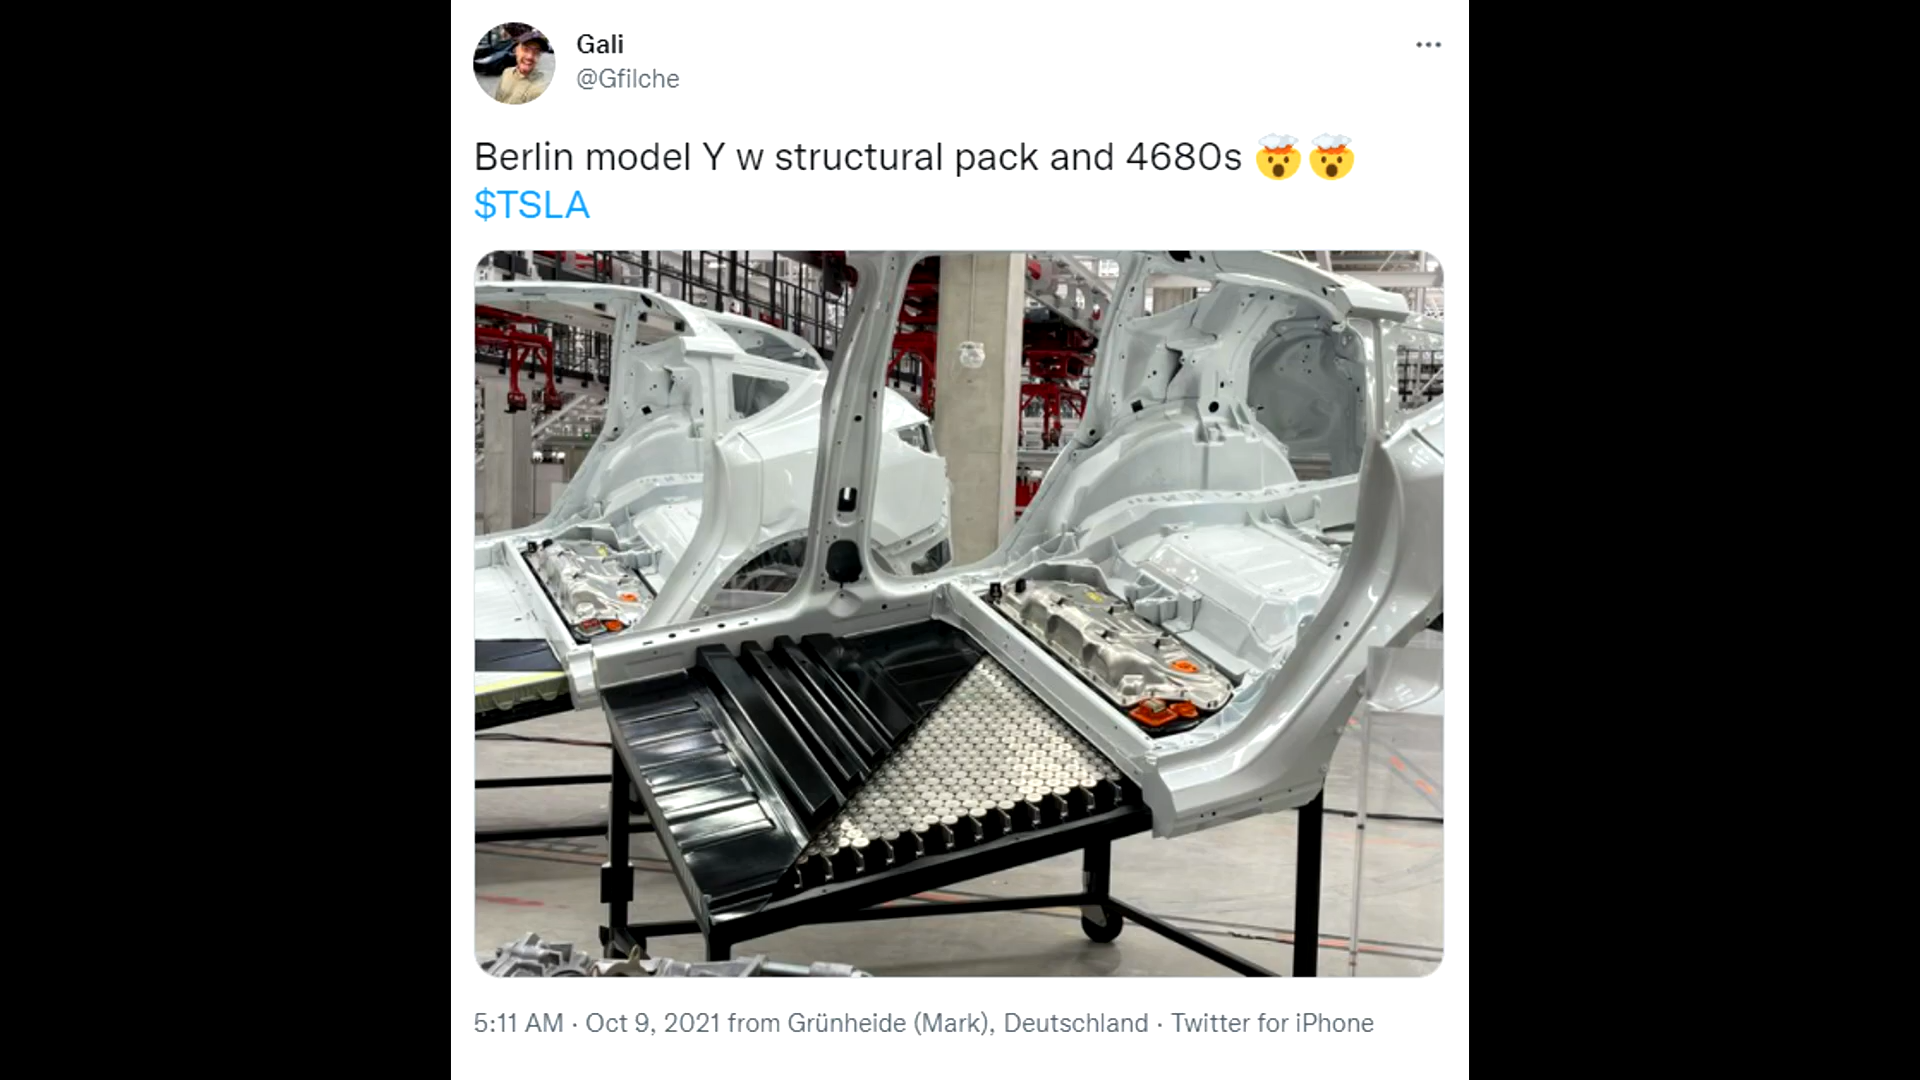 Gali
@Gfilche
Berlin model Y w structural pack and 4680s 🤯🤯
$TSLA
5:11 AM · Oct 9, 2021 from Grünheide (Mark), Deutschland · Twitter for iPhone